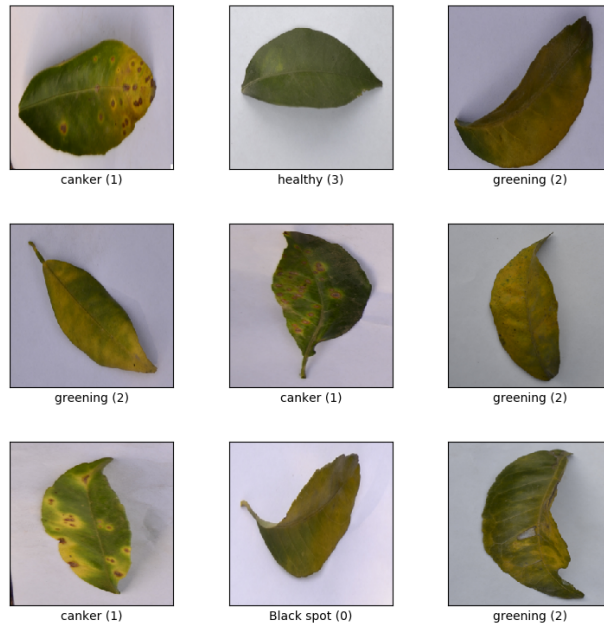 canker (1)
healthy (3)
greening (2)
greening (2)
canker (1)
greening (2)
canker (1)
Black spot (0)
greening (2)